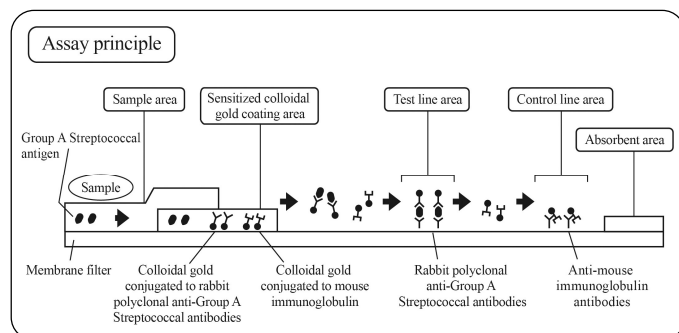 Assay principle
Sample area
Sensitized colloidal
gold coating area
Test line area
Control line area
Absorbent area
Group A Streptococcal
antigen
Sample
Membrane filter
Colloidal gold
conjugated to rabbit
polyclonal anti-Group A
Streptococcal antibodies
Colloidal gold
conjugated to mouse
immunoglobulin
Rabbit polyclonal
anti-Group A
Streptococcal antibodies
Anti-mouse
immunoglobulin
antibodies